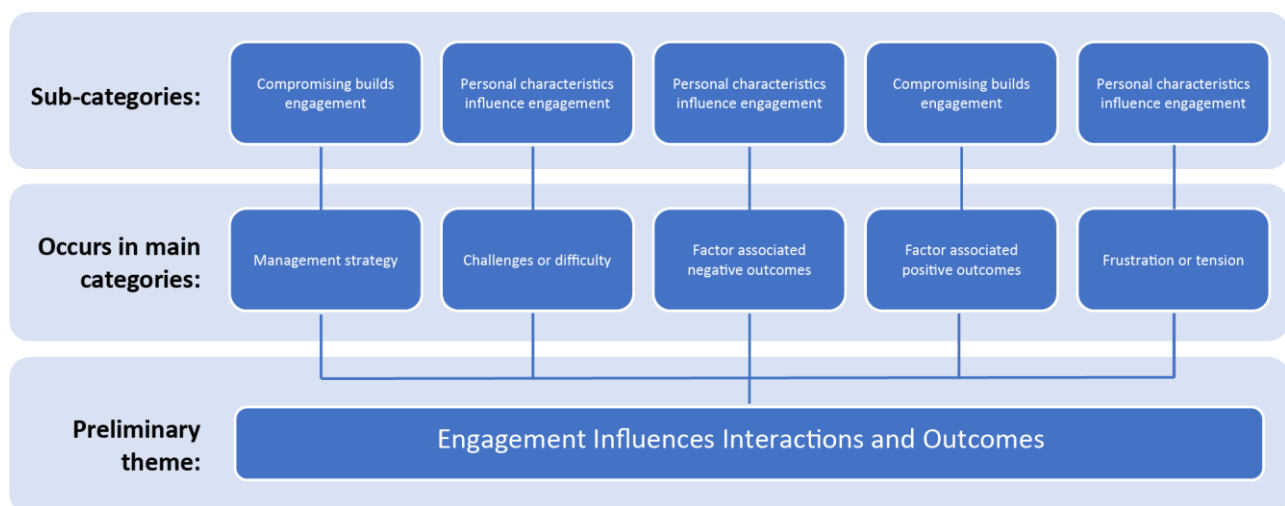 Sub-categories:
Compromising builds
engagement
Personal characteristics
influence engagement
Personal characteristics
influence engagement
Compromising builds
engagement
Personal characteristics
influence engagement
Occurs in main
categories:
Management strategy
Challenges or difficulty
Factor associated
negative outcomes
Factor associated
positive outcomes
Frustration or tension
Preliminary
theme:
Engagement Influences Interactions and Outcomes